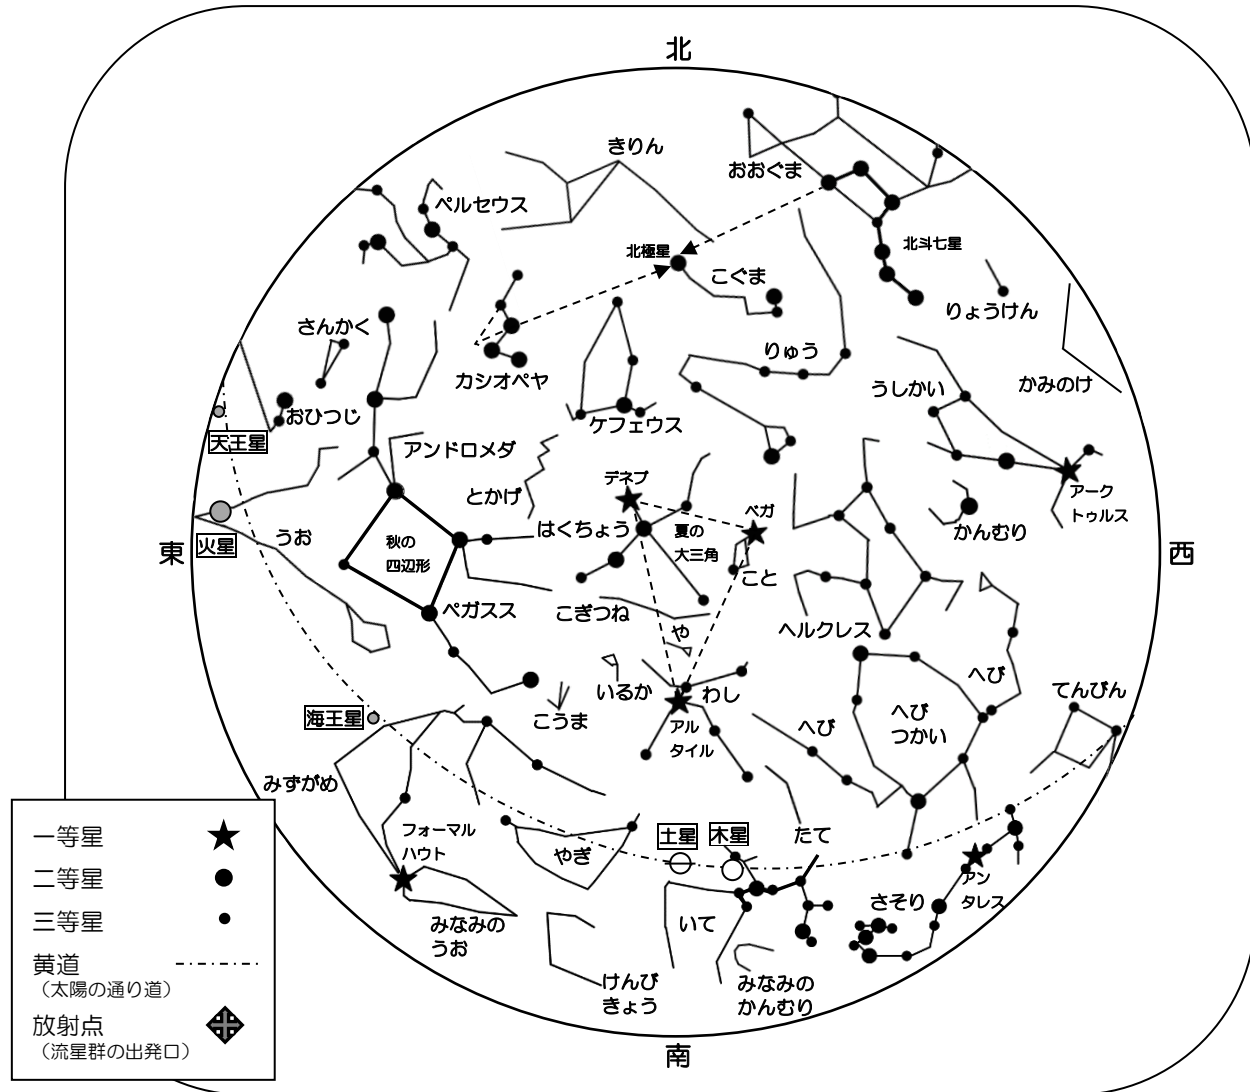 北
きりん
おおぐま
ペルセウス
北極星
北斗七星
こぐま
りょうけん
さんかく
りゅう
カシオペヤ
うしかい
かみのけ
おひつじ
天王星
ケフェウス
アンドロメダ
とかげ
デネブ
ベガ
アーク
トゥルス
はくちょう
夏の
大三角
かんむり
うお
秋の
四辺形
火星
東
西
こと
こぎつね
ペガスス
や
ヘルクレス
いるか
わし
へび
てんびん
海王星
こうま
アル
タイル
へび
へび
つかい
みずがめ
フォーマル
ハウト
やぎ
土星
木星
たて
アン
タレス
さそり
みなみの
うお
いて
けんび
きょう
みなみの
かんむり
南
一等星
二等星
三等星
黄道
（太陽の通り道）
放射点
（流星群の出発口）